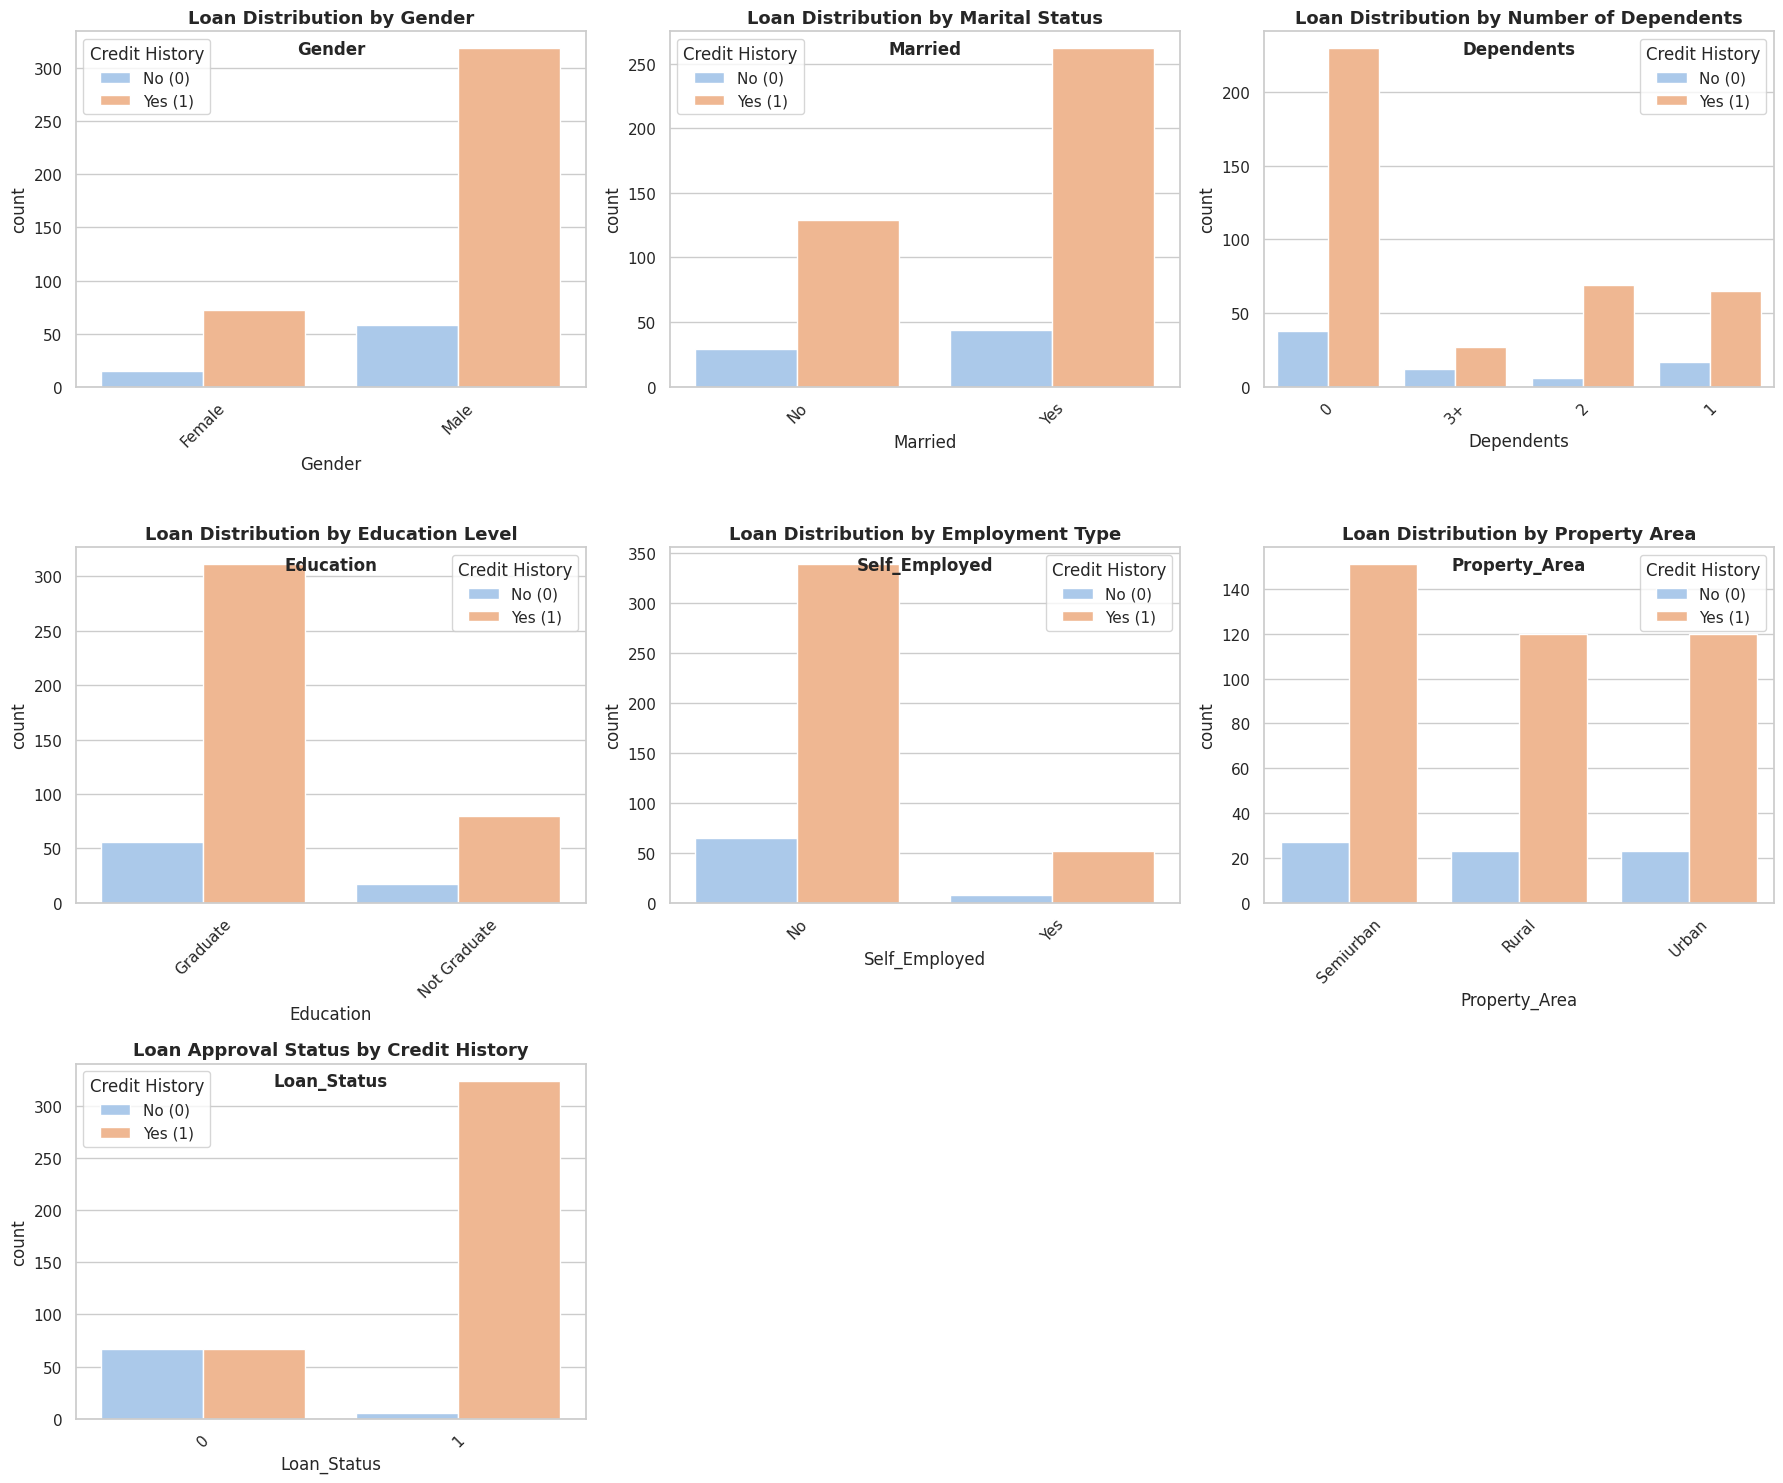 Loan Distribution by Gender
Gender
Credit History
No (0)
Yes (1)
count
300
250
200
150
100
50
0
Female
Male
Gender
Loan Distribution by Marital Status
Married
Credit History
No (0)
Yes (1)
count
250
200
150
100
50
0
No
Yes
Married
Loan Distribution by Number of Dependents
Dependents
Credit History
No (0)
Yes (1)
count
200
150
100
50
0
0
3+
2
1
Dependents
Loan Distribution by Education Level
Education
Credit History
No (0)
Yes (1)
count
300
250
200
150
100
50
0
Graduate
Not Graduate
Education
Loan Distribution by Employment Type
Self_Employed
Credit History
No (0)
Yes (1)
count
350
300
250
200
150
100
50
0
No
Yes
Self_Employed
Loan Distribution by Property Area
Property_Area
Credit History
No (0)
Yes (1)
count
140
120
100
80
60
40
20
0
Semiurban
Rural
Urban
Property_Area
Loan Approval Status by Credit History
Loan_Status
Credit History
No (0)
Yes (1)
count
300
250
200
150
100
50
0
0
1
Loan_Status